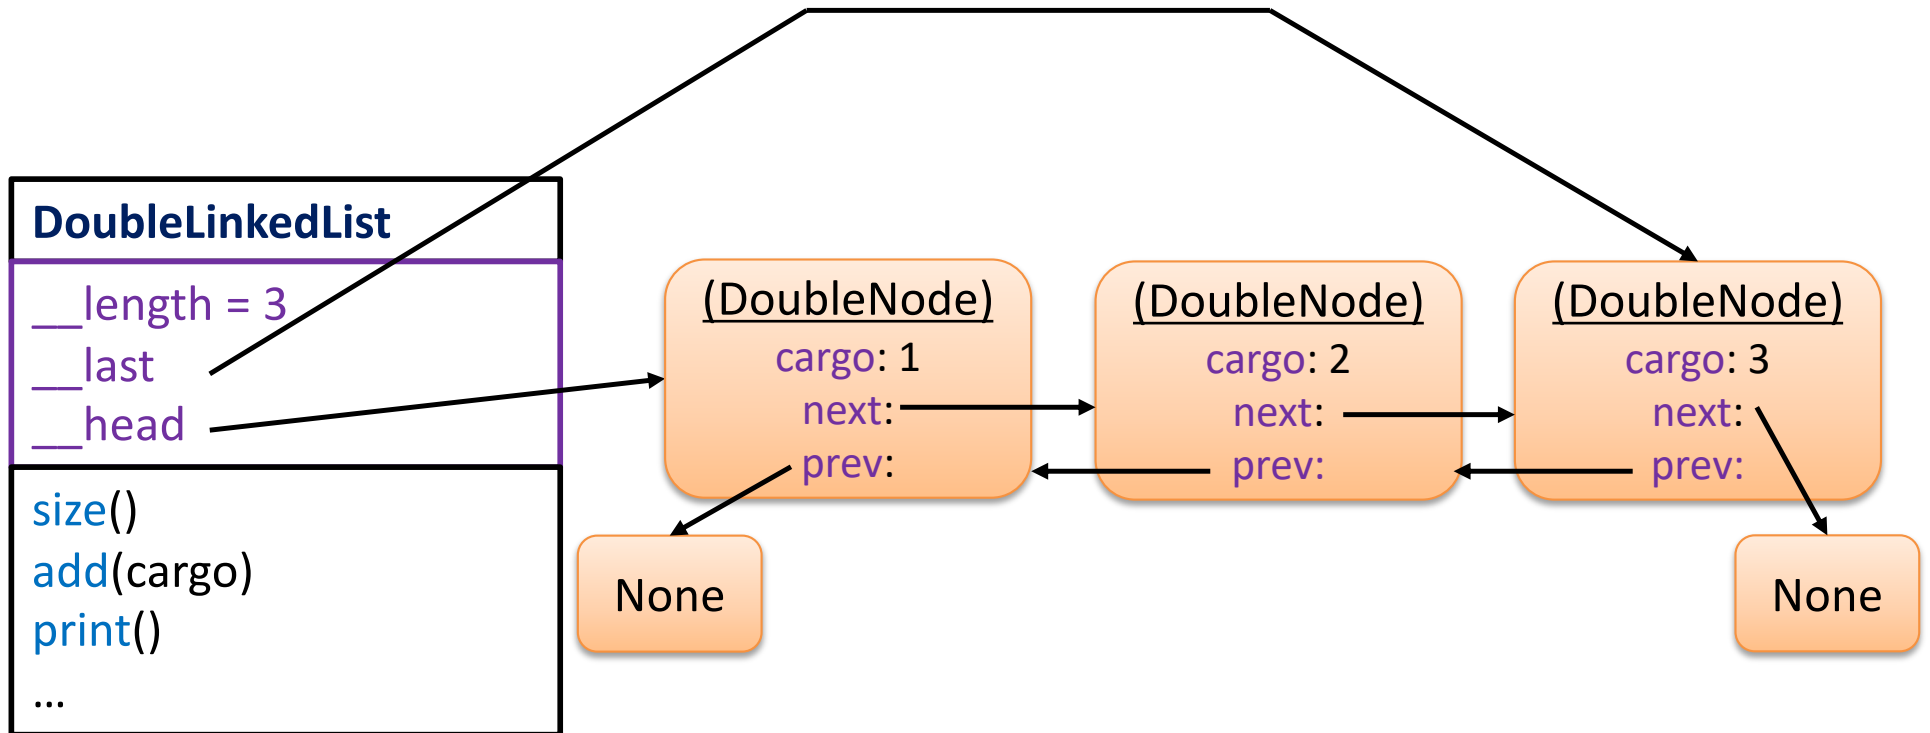 DoubleLinkedList
__length = 3
__last
__head
size()
add(cargo)
print()
...
(DoubleNode)
cargo: 1
next:
prev:
None
(DoubleNode)
cargo: 2
next:
prev:
(DoubleNode)
cargo: 3
next:
prev:
None